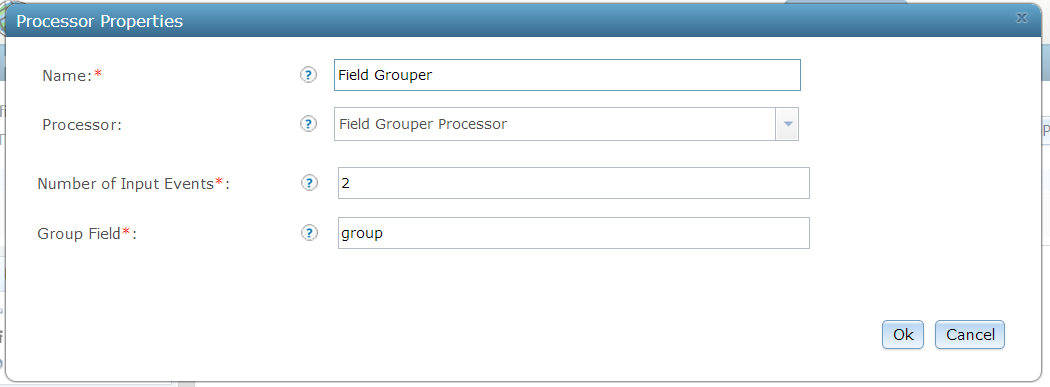 Processor Properties
Name:* ? Field Grouper
Processor: ? Field Grouper Processor
Number of Input Events*: ? 2
Group Field*: ? group
Ok Cancel